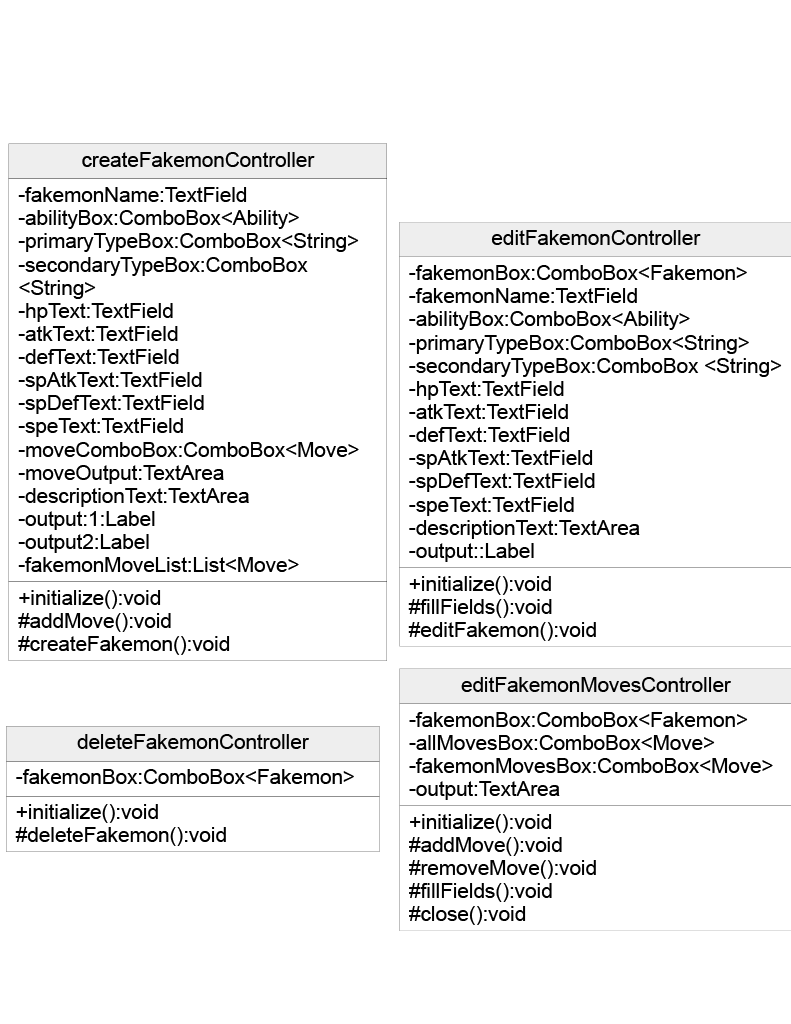 createFakemonController
-fakemonName:TextField
-abilityBox:ComboBox<Ability>
-primaryTypeBox:ComboBox<String>
-secondaryTypeBox:ComboBox
<String>
-hpText:TextField
-atkText:TextField
-defText:TextField
-spAtkText:TextField
-spDefText:TextField
-speText:TextField
-moveComboBox:ComboBox<Move>
-moveOutput:TextArea
-descriptionText:TextArea
-output:1:Label
-output2:Label
-fakemonMoveList:List<Move>
+initialize():void
#addMove():void
#createFakemon():void
editFakemonController
-fakemonBox:ComboBox<Fakemon>
-fakemonName:TextField
-abilityBox:ComboBox<Ability>
-primaryTypeBox:ComboBox<String>
-secondaryTypeBox:ComboBox <String>
-hpText:TextField
-atkText:TextField
-defText:TextField
-spAtkText:TextField
-spDefText:TextField
-speText:TextField
-descriptionText:TextArea
-output::Label
+initialize():void
#fillFields():void
#editFakemon():void
deleteFakemonController
-fakemonBox:ComboBox<Fakemon>
+initialize():void
#deleteFakemon():void
editFakemonMovesController
-fakemonBox:ComboBox<Fakemon>
-allMovesBox:ComboBox<Move>
-fakemonMovesBox:ComboBox<Move>
-output:TextArea
+initialize():void
#addMove():void
#removeMove():void
#fillFields():void
#close():void